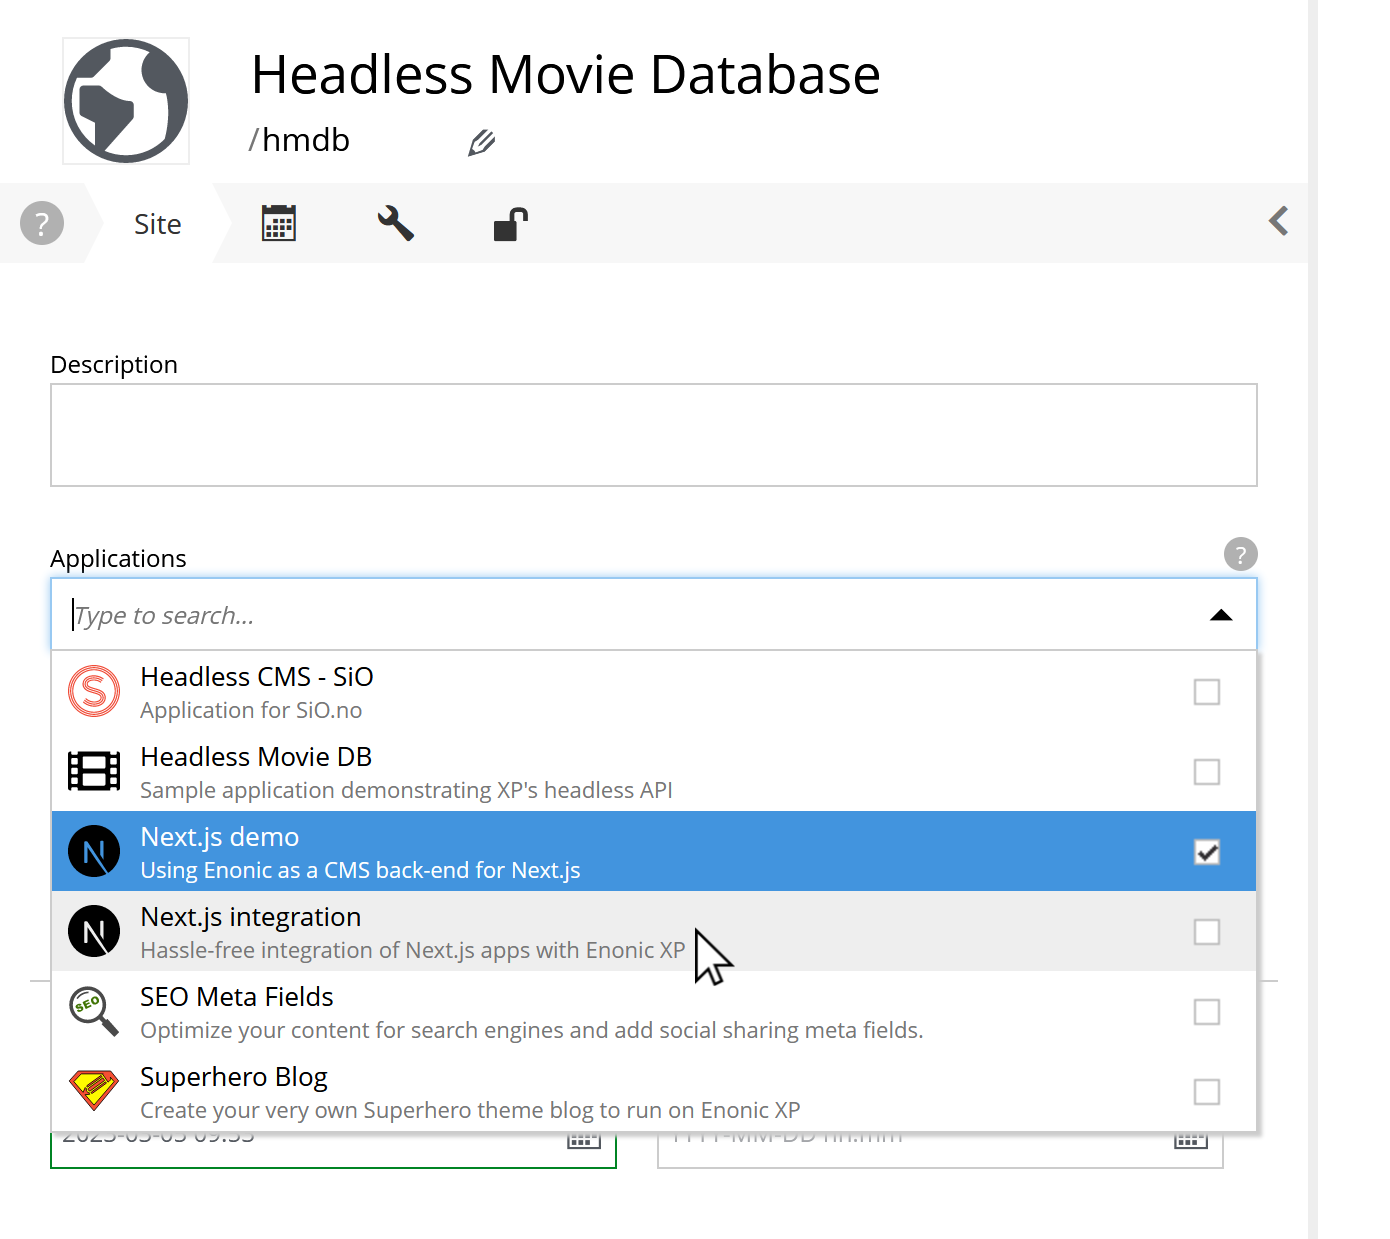 Headless Movie Database
/hmdb
? Site
Description
Applications
?
Type to search...
Headless CMS - SiO
Application for SiO.no
Headless Movie DB
Sample application demonstrating XP's headless API
Next.js demo
Using Enonic as a CMS back-end for Next.js
Next.js integration
Hassle-free integration of Next.js apps with Enonic XP
SEO
SEO Meta Fields
Optimize your content for search engines and add social sharing meta fields.
Superhero Blog
Create your very own Superhero theme blog to run on Enonic XP